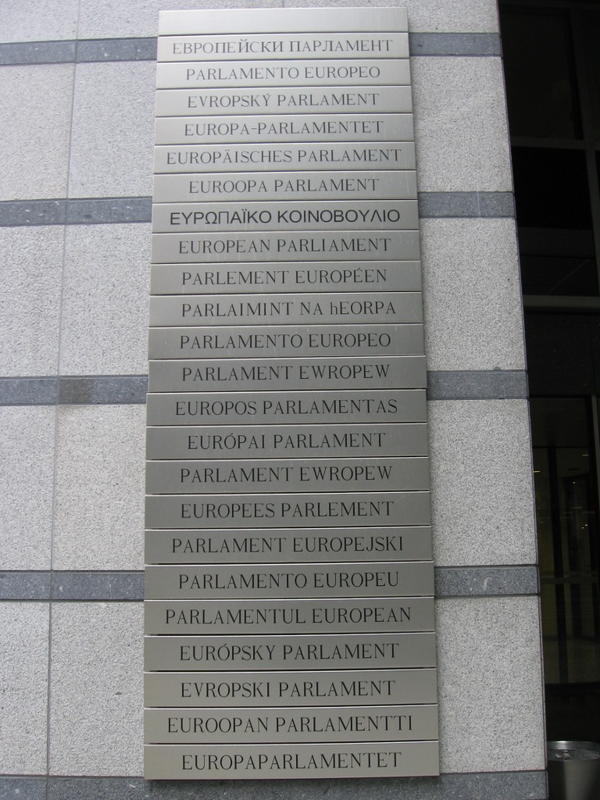 ЕВРОПЕЙСКИ ПАРЛАМЕНТ
PARLAMENTO EUROPEO
EVROPSKÝ PARLAMENT
EUROPA-PARLAMENTET
EUROPÄISCHES PARLAMENT
EUROOPA PARLAMENT
ΕΥΡΩΠΑΪΚΟ ΚΟΙΝΟΒΟΥΛΙΟ
EUROPEAN PARLIAMENT
PARLEMENT EUROPÉEN
PARLAIMINT NA hEORPA
PARLAMENTO EUROPEO
PARLAMENT EWROPEW
EUROPOS PARLAMENTAS
EURÓPAI PARLAMENT
PARLAMENT EWROPEW
EUROPEES PARLEMENT
PARLAMENT EUROPEJSKI
PARLAMENTO EUROPEU
PARLAMENTUL EUROPEAN
EURÓPSKY PARLAMENT
EVROPSKI PARLAMENT
EUROOPAN PARLAMENTTI
EUROPAPARLAMENTET